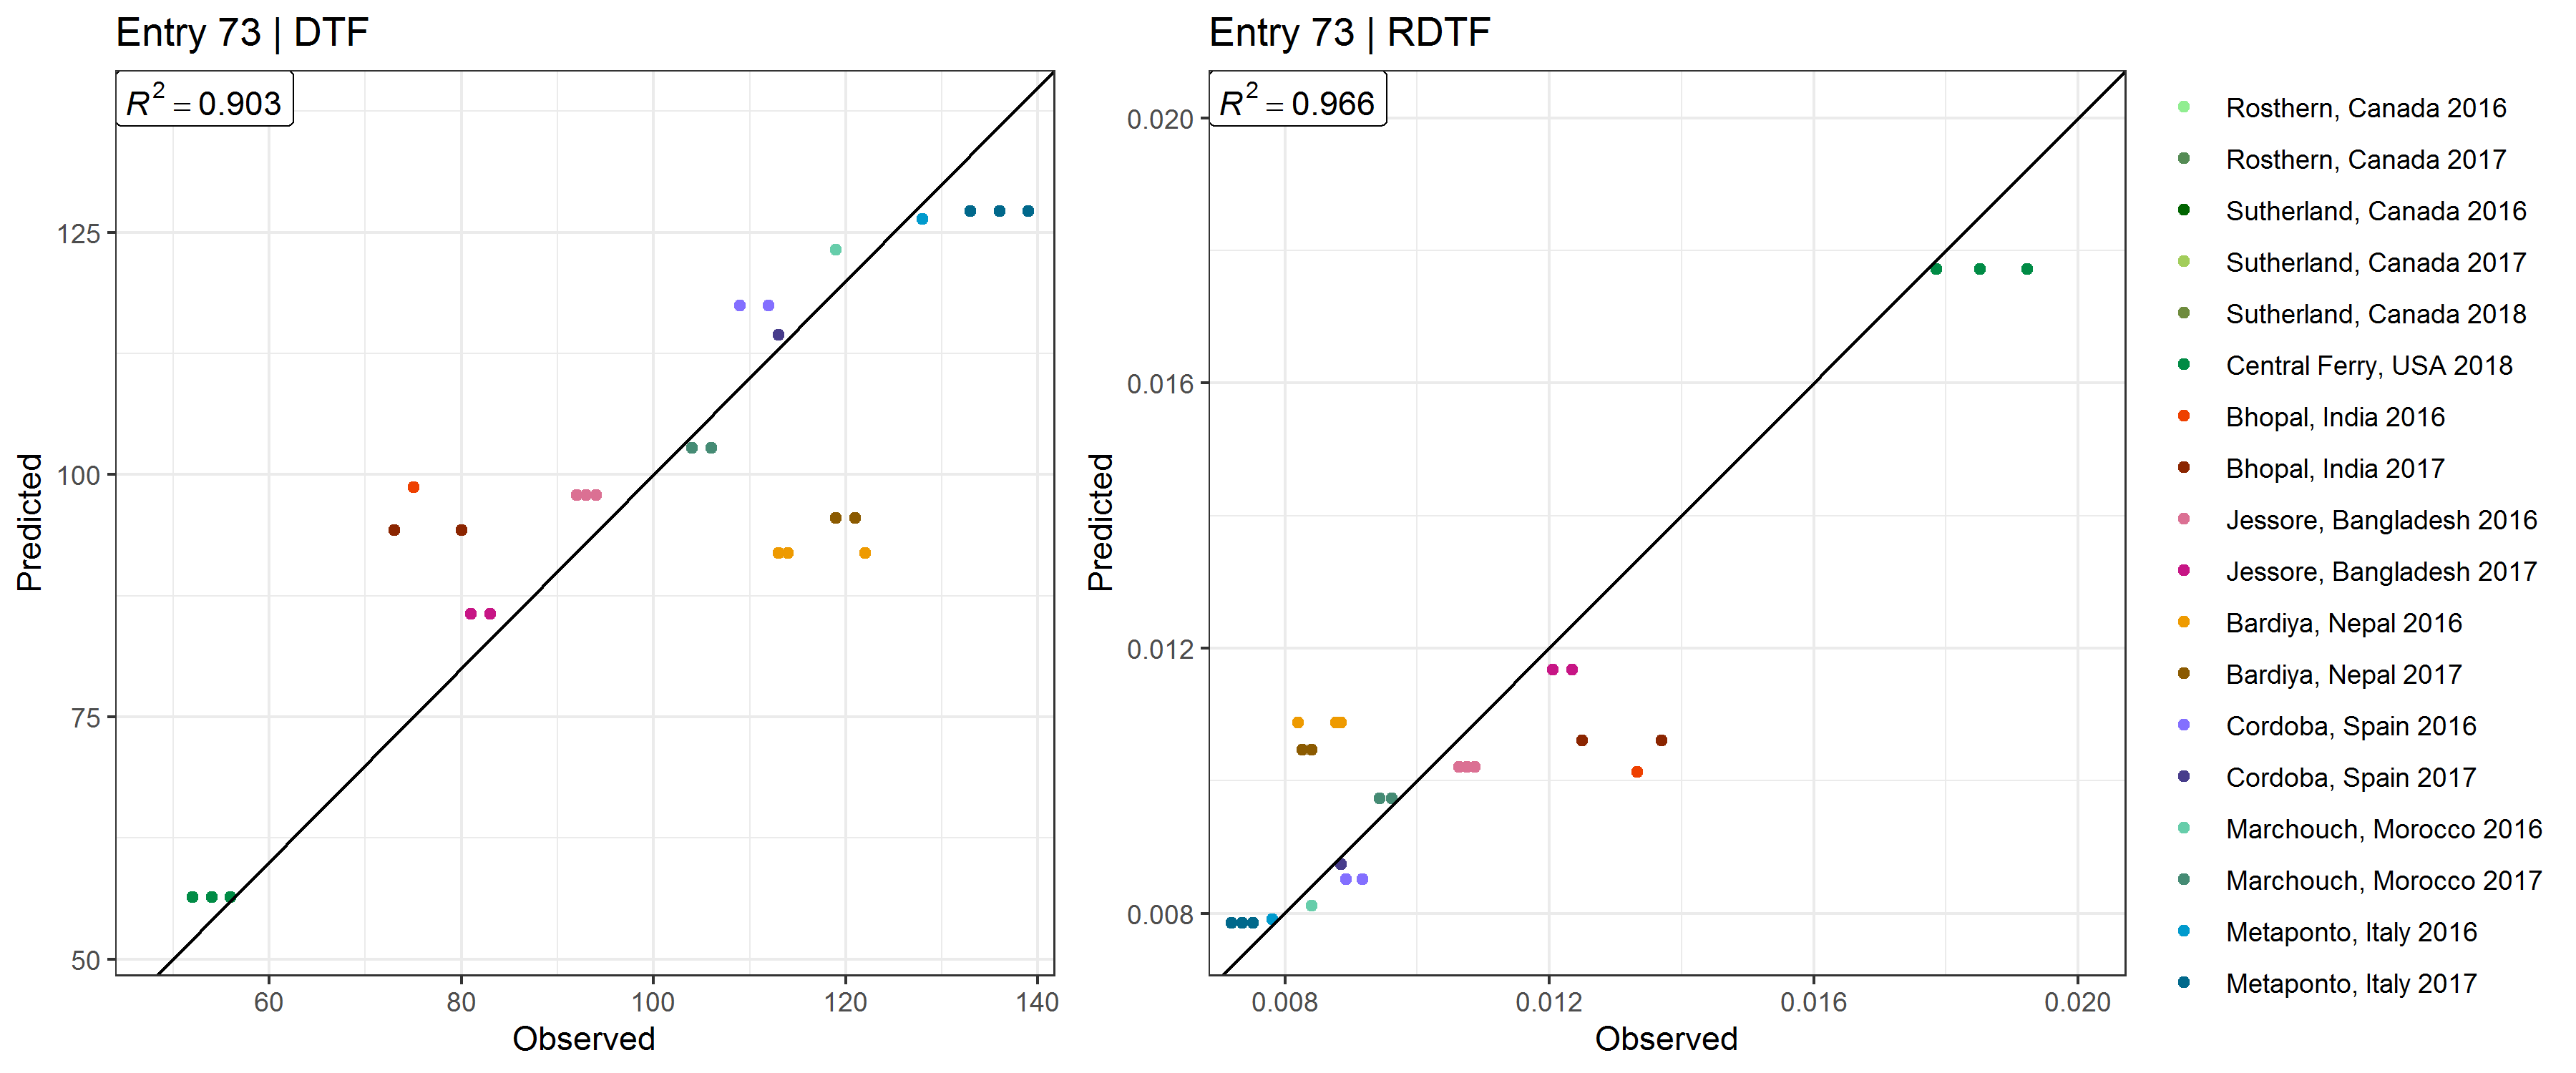 Entry 73 | DTF
R² = 0.903
125
100
75
50
Predicted
60 80 100 120 140
Observed
Entry 73 | RDTF
R² = 0.966
0.020
0.016
0.012
0.008
Predicted
0.008 0.012 0.016 0.020
Observed
Rosthern, Canada 2016
Rosthern, Canada 2017
Sutherland, Canada 2016
Sutherland, Canada 2017
Sutherland, Canada 2018
Central Ferry, USA 2018
Bhopal, India 2016
Bhopal, India 2017
Jessore, Bangladesh 2016
Jessore, Bangladesh 2017
Bardiya, Nepal 2016
Bardiya, Nepal 2017
Cordoba, Spain 2016
Cordoba, Spain 2017
Marchouch, Morocco 2016
Marchouch, Morocco 2017
Metaponto, Italy 2016
Metaponto, Italy 2017